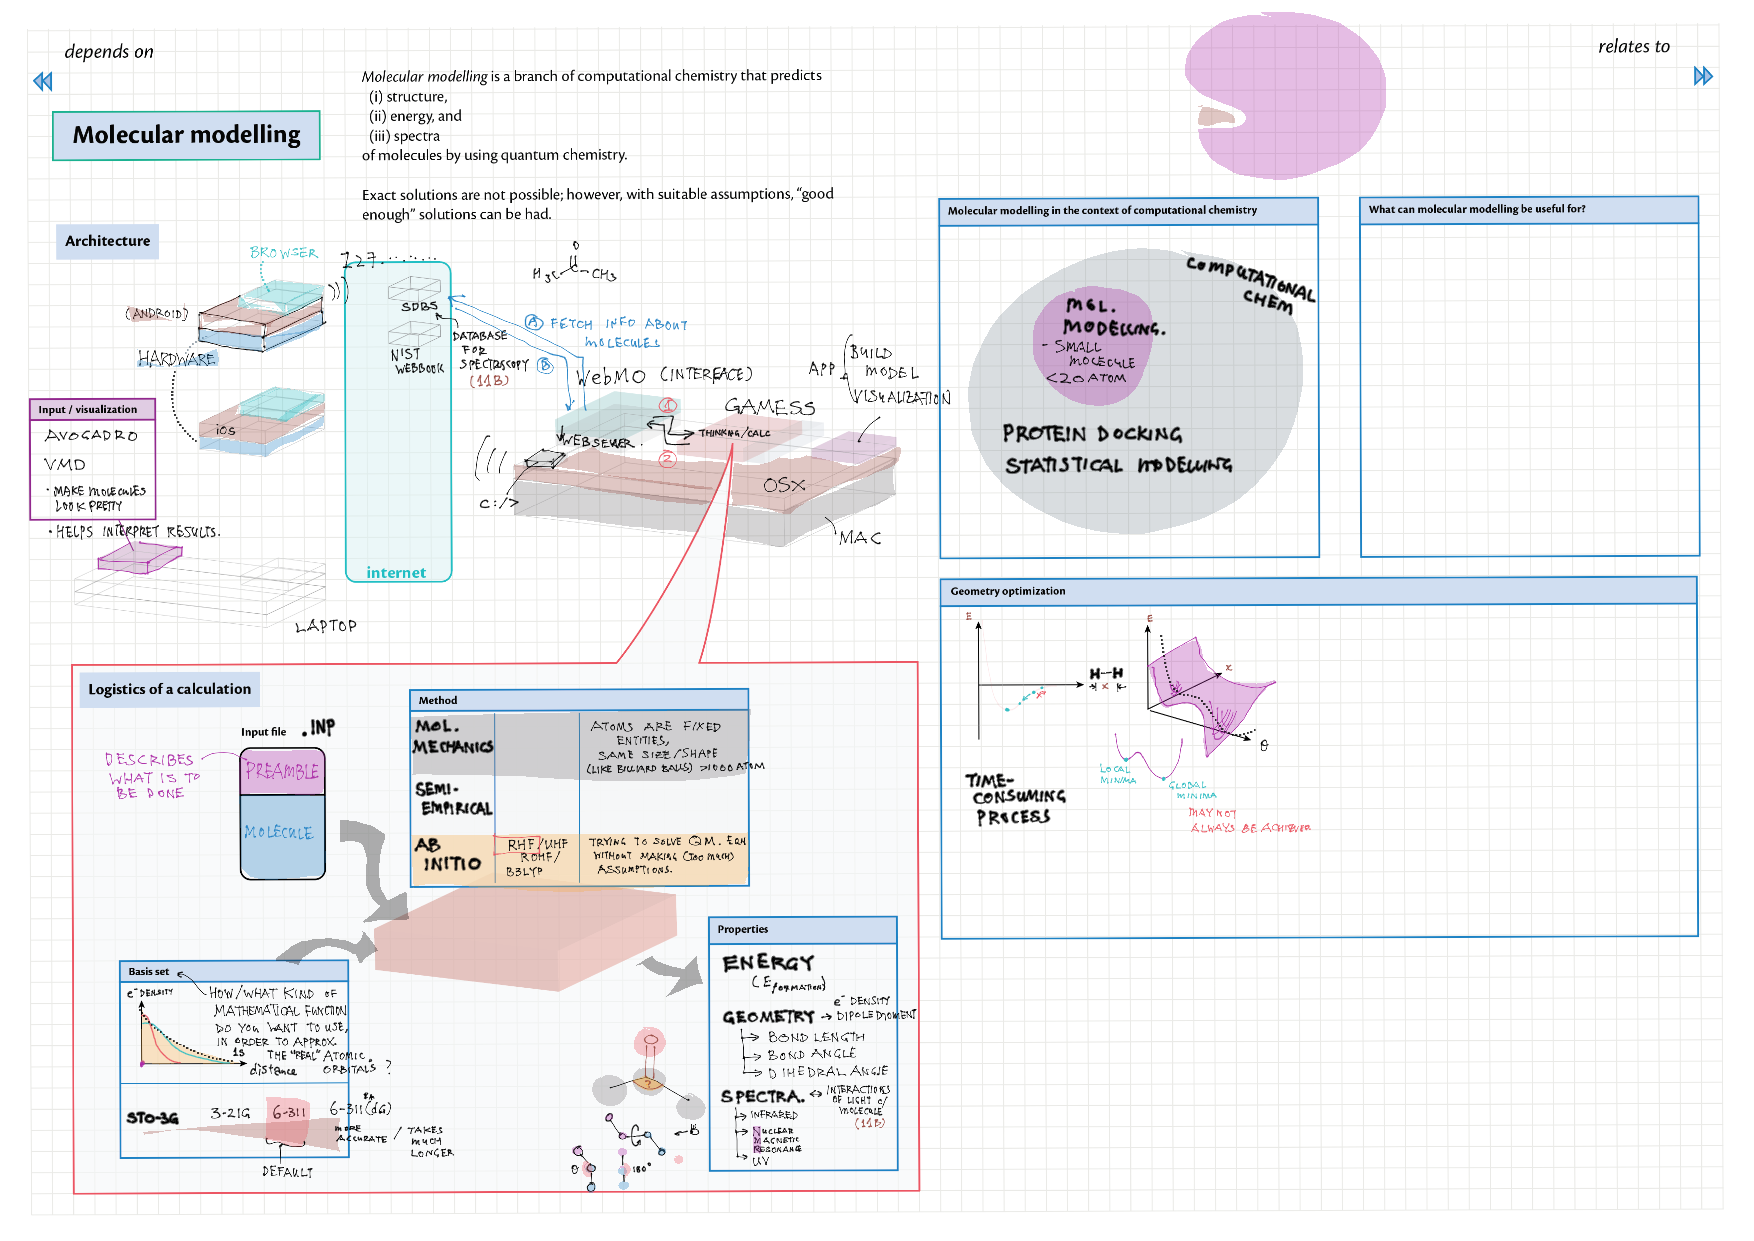 depends on
relates to
Molecular modelling
Molecular modelling is a branch of computational chemistry that predicts
(i) structure,
(ii) energy, and
(iii) spectra
of molecules by using quantum chemistry.
Exact solutions are not possible; however, with suitable assumptions, “good
enough” solutions can be had.
Architecture
BROWSER
(ANDROID)
HARDWARE
iOS
127.......
SDBS
NIST
WEBBOOK
DATABASE
FOR
SPECTRSCOPY
(11B)
internet
O
H3C C CH3
A FETCH INFO ABOUT
MOLECULES
B
WebMO (INTERFACE)
GAMESS
APP
BUILD
MODEL
VISUALIZATION
WEBSEWER.
1
THINKING/CALC
2
C:/>
OSX
MAC
Input / visualization
AVOGADRO
VMD
• MAKE MOLECULES
LOOK PRETTY
• HELPS INTERPRET RESULTS.
LAPTOP
Molecular modelling in the context of computational chemistry
COMPUTATIONAL
CHEM
MOL.
MODELLING.
- SMALL
MOLECULE
<20 ATOM
PROTEIN DOCKING
STATISTICAL MODELLING
What can molecular modelling be useful for?
Geometry optimization
E
H--H
x
E
x
θ
LOCAL
MINIMA
GLOBAL
MINIMA
MAY NOT
ALWAYS BE ACHIEVED
TIME-
CONSUMING
PROCESS
Logistics of a calculation
Input file .INP
DESCRIBES
WHAT IS TO
BE DONE
PREAMBLE
MOLECULE
Method
MOL.
MECHANICS
ATOMS ARE FIXED
ENTITIES,
SAME SIZE/SHAPE
(LIKE BILLIARD BALLS) >1000 ATOM
SEMI-
EMPIRICAL
AB
INITIO
RHF/UHF
ROHF/
B3LYP
TRYING TO SOLVE QM. EQN
WITHOUT MAKING (TOO MUCH)
ASSUMPTIONS.
Basis set
e⁻ DENSITY
HOW/WHAT KIND OF
MATHEMATICAL FUNCTION
DO YOU WANT TO USE,
IN ORDER TO APPROX.
THE "REAL" ATOMIC
ORBITALS ?
1s
distance
STO-3G
3-21G
6-311
6-311(dG)
MORE
ACCURATE / TAKES
MUCH
LONGER
DEFAULT
Properties
ENERGY
(E FORMATION)
e⁻ DENSITY
GEOMETRY → DIPOLE MOMENT
BOND LENGTH
BOND ANGLE
DIHEDRAL ANGLE
SPECTRA. ↔ INTERACTIONS
OF LIGHT c/
MOLECULE
(11B)
INFRARED
NUCLEAR
MAGNETIC
RESONANCE
UV
O
?
θ
180°